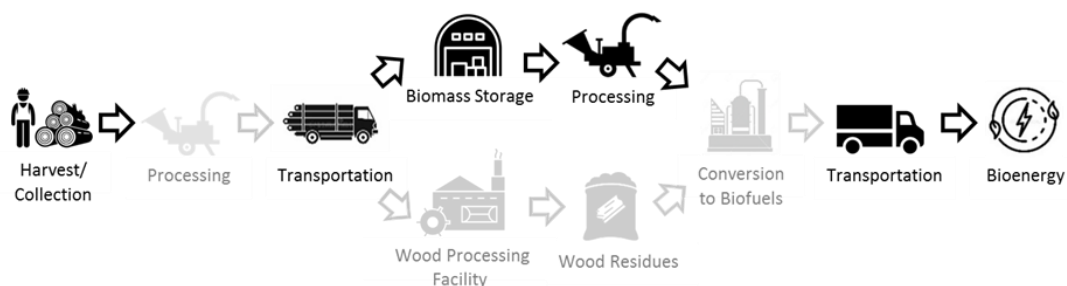 Biomass Storage
Processing
Harvest/
Collection
Processing
Transportation
Conversion
to Biofuels
Transportation
Bioenergy
Wood Processing
Facility
Wood Residues